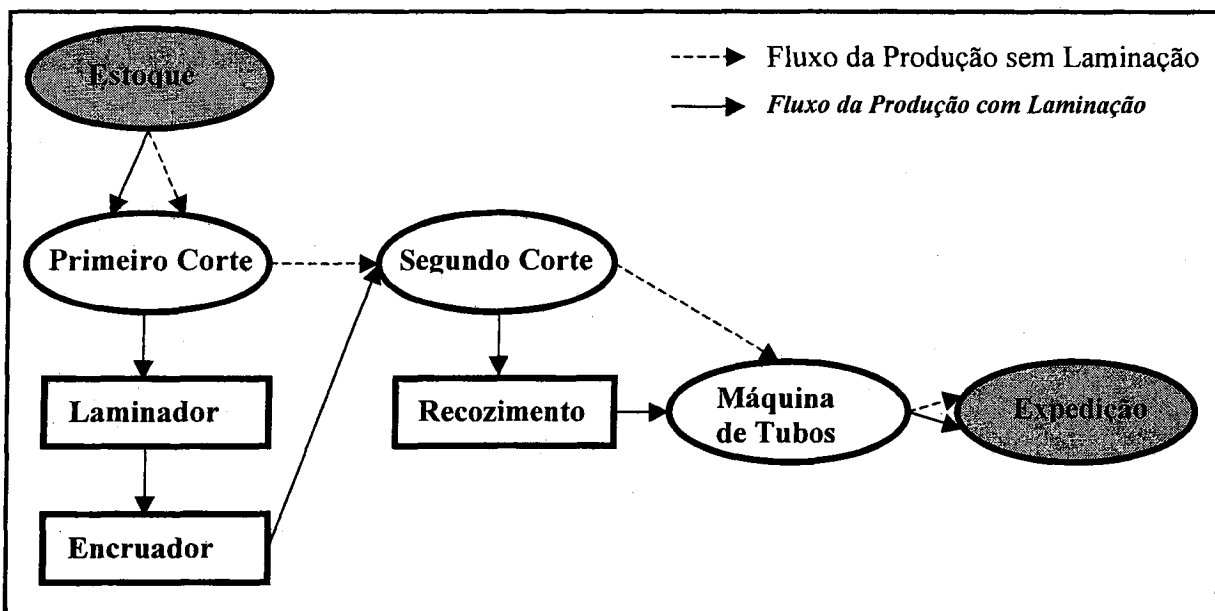 Estoque
Fluxo da Produção sem Laminação
Fluxo da Produção com Laminação
Primeiro Corte
Segundo Corte
Laminador
Recozimento
Máquina
de Tubos
Expedição
Encruador